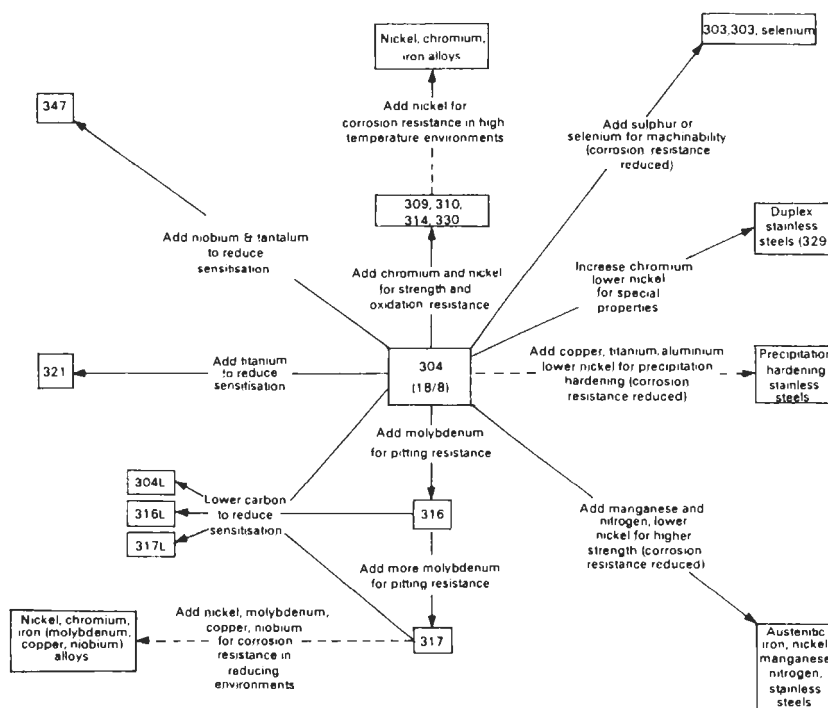 Nickel, chromium,
iron alloys
303,303, selenium
347
Add nickel for
corrosion resistance in high
temperature environments
Add sulphur or
selenium for machinability
(corrosion resistance
reduced)
309, 310,
314, 330
Duplex
stainless
steels (329
Add niobium & tantalum
to reduce
sensitisation
Add chromium and nickel
for strength and
oxidation resistance
Increase chromium
lower nickel
for special
properties
321
Add titanium
to reduce
sensitisation
304
(18/8)
Add copper, titanium, aluminium
lower nickel for precipitation
hardening (corrosion
resistance reduced)
Precipitation
hardening
stainless
steels
Add molybdenum
for pitting resistance
304L
316L
317L
Lower carbon
to reduce
sensitisation
316
Add manganese and
nitrogen, lower
nickel for higher
strength (corrosion
resistance reduced)
Add more molybdenum
for pitting resistance
Nickel, chromium,
iron (molybdenum,
copper, niobium)
alloys
Add nickel, molybdenum,
copper, niobium
for corrosion
resistance in
reducing
environments
317
Austenitic
iron, nickel
manganese
nitrogen,
stainless
steels